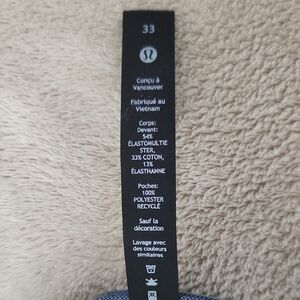 33
Conçu à
Vancouver
Fabriqué au
Vietnam
Corps:
Devant:
54%
ÉLASTOMULTIE
STER,
33% COTON,
13%
ÉLASTHANNE
Poches:
100%
POLYESTER
RECYCLÉ
Sauf la
décoration
Lavage avec
des couleurs
similaires